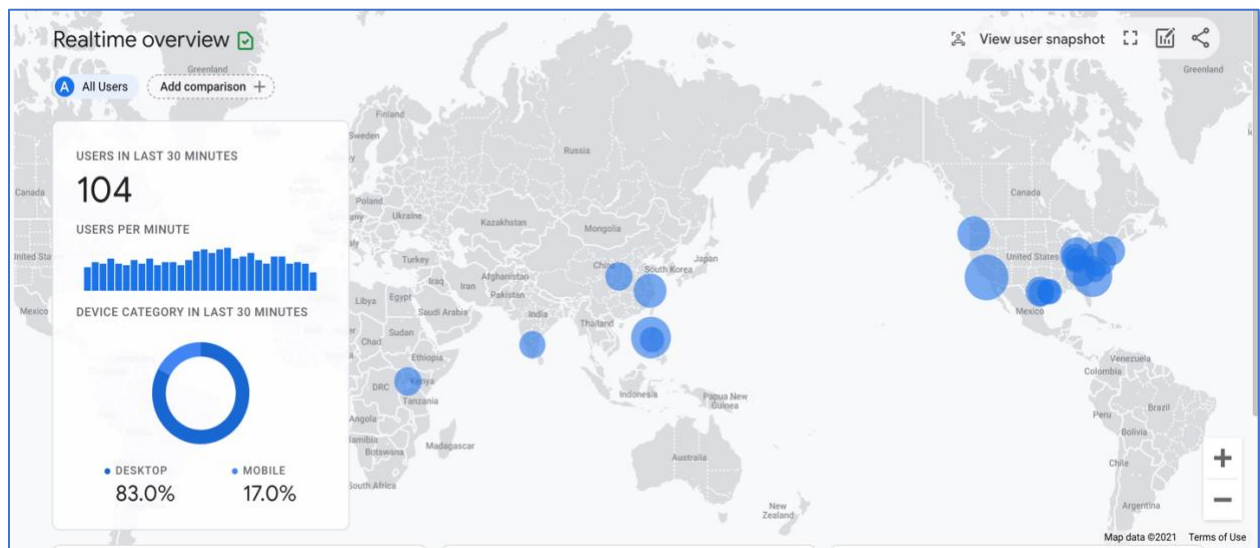 Realtime overview
View user snapshot
A All Users
Add comparison +
USERS IN LAST 30 MINUTES
104
USERS PER MINUTE
DEVICE CATEGORY IN LAST 30 MINUTES
DESKTOP
83.0%
MOBILE
17.0%
Greenland
Canada
United Sta
Mexico
Finland
Sweden
Russia
Poland
Ukraine
Kazakhstan
Mongolia
Turkey
Afghanistan
China
Japan
South Korea
Iraq
Iran
Pakistan
Libya
Egypt
Saudi Arabia
India
Thailand
Chad
Sudan
Ethiopia
DRC
Kenya
Tanzania
Indonesia
Papua New
Guinea
Angola
Namibia
Botswana
Madagascar
South Africa
Australia
New
Zealand
Greenland
Canada
United States
Mexico
Venezuela
Colombia
Peru
Brazil
Bolivia
Chile
Argentina
+
−
Map data ©2021
Terms of Use